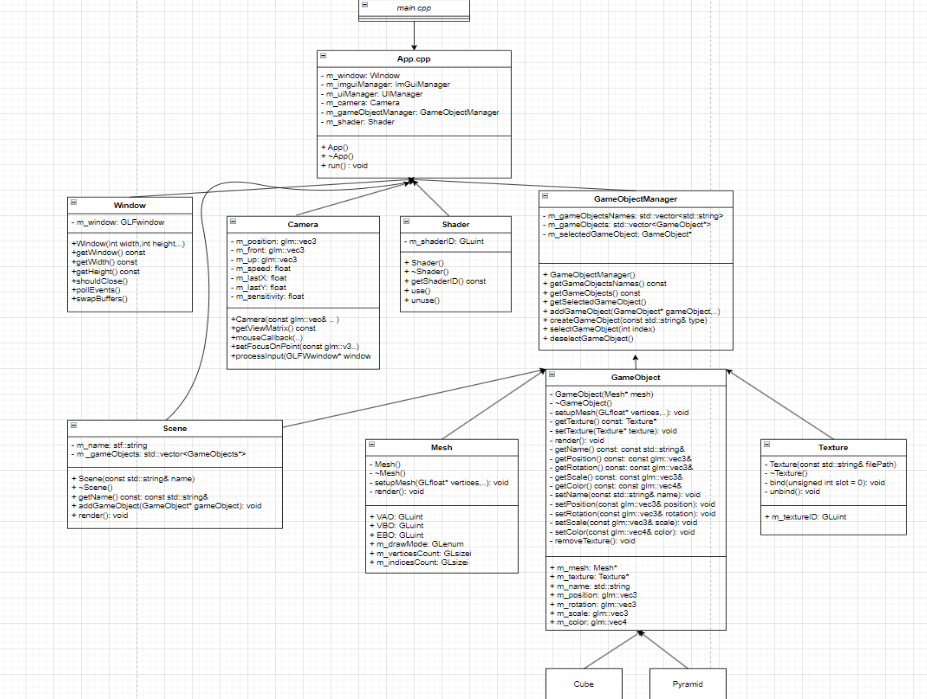 main.cpp
App.cpp
- m_window: Window
- m_imguiManager: ImGuiManager
- m_uiManager: UIManager
- m_camera: Camera
- m_gameObjectManager: GameObjectManager
- m_shader: Shader
+ App()
+ ~App()
+ run() : void
Window
- m_window: GLFwindow
+Window(int width,int height,..)
+getWindow() const
+getWidth() const
+getHeight() const
+shouldClose()
+pollEvents()
+swapBuffers()
Camera
- m_position: glm::vec3
- m_front: glm::vec3
- m_up: glm::vec3
- m_speed: float
- m_lastX: float
- m_lastY: float
- m_sensitivity: float
+Camera(const glm::vec& .. )
+getViewMatrix() const
+mouseCallback(..)
+setFocusOnPoint(const glm::v3..)
+processInput(GLFWwindow* window
Shader
- m_shaderID: GLuint
+ Shader()
+ ~Shader()
+ getShaderID() const
+ use()
+ unuse()
GameObjectManager
- m_gameObjectsNames: std::vector<std::string>
- m_gameObjects: std::vector<GameObject*>
- m_selectedGameObject: GameObject*
+ GameObjectManager()
+ getGameObjectsNames() const
+ getGameObjects() const
+ getSelectedGameObject()
+ addGameObject(GameObject* gameObject,..)
+ createGameObject(const std::string& type)
+ selectGameObject(int index)
+ deselectGameObject()
Scene
- m_name: stf::string
- m _gameObjects: std::vector<GameObjects*>
+ Scene(const std::string& name)
+ ~Scene()
+ getName() const: const std::string&
+ addGameObject(GameObject* gameObject): void
+ render(): void
Mesh
- Mesh()
- ~Mesh()
- setupMesh(GLfloat* vertices,..): void
- render(): void
+ VAO: GLuint
+ VBO: GLuint
+ EBO: GLuint
+ m_drawMode: GLenum
+ m_verticesCount: GLsizei
+ m_indicesCount: GLsizei
GameObject
- GameObject(Mesh* mesh)
- ~GameObject()
- setupMesh(GLfloat* vertices,..): void
- getTexture() const: Texture*
- setTexture(Texture* texture): void
- render(): void
- getName() const: const std::string&
- getPosition() const: const glm::vec3&
- getRotation() const: const glm::vec3&
- getScale() const: const glm::vec3&
- getColor() const: const glm::vec4&
- setName(const std::string& name): void
- setPosition(const glm::vec3& position): void
- setRotation(const glm::vec3& rotation): void
- setScale(const glm::vec3& scale): void
- setColor(const glm::vec4& color): void
- removeTexture(): void
+ m_mesh: Mesh*
+ m_texture: Texture*
+ m_name: std::string
+ m_position: glm::vec3
+ m_rotation: glm::vec3
+ m_scale: glm::vec3
+ m_color: glm::vec4
Texture
- Texture(const std::string& filePath)
- ~Texture()
- bind(unsigned int slot = 0): void
- unbind(): void
+ m_textureID: GLuint
Cube
Pyramid